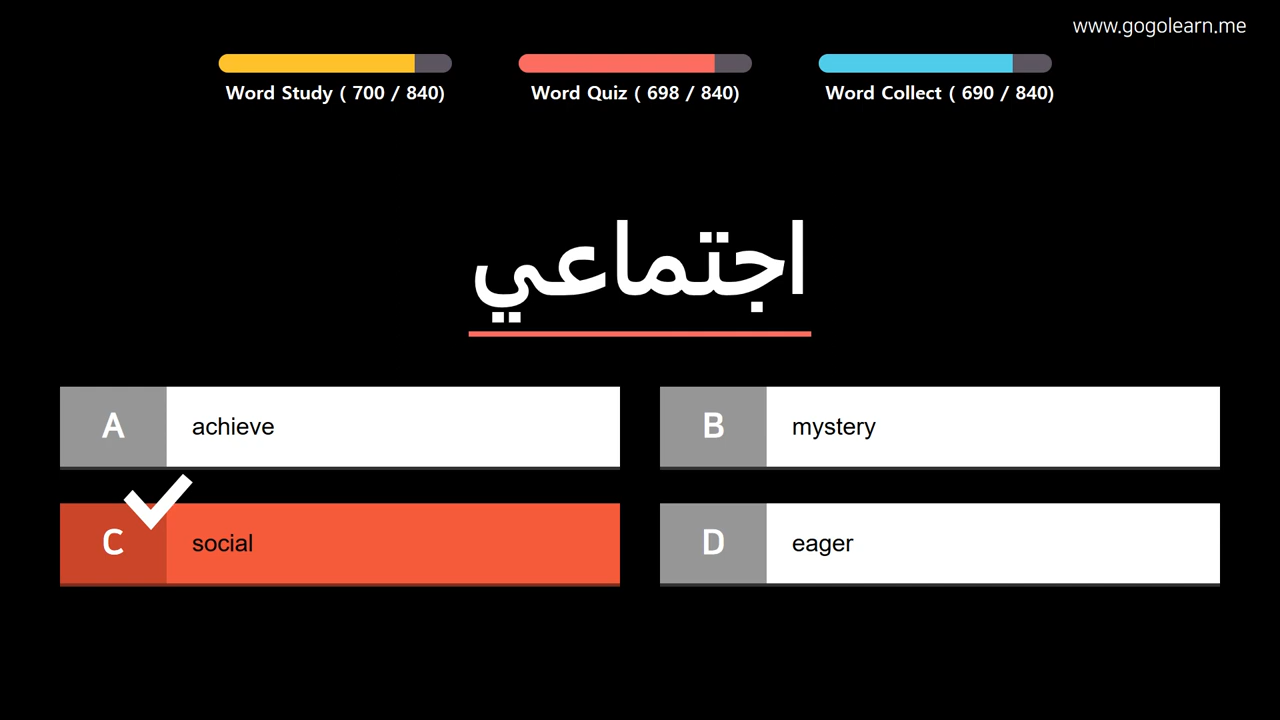 www.gogolearn.me
Word Study ( 700 / 840)
Word Quiz ( 698 / 840)
Word Collect ( 690 / 840)
اجتماعي
A achieve
B mystery
C social
D eager